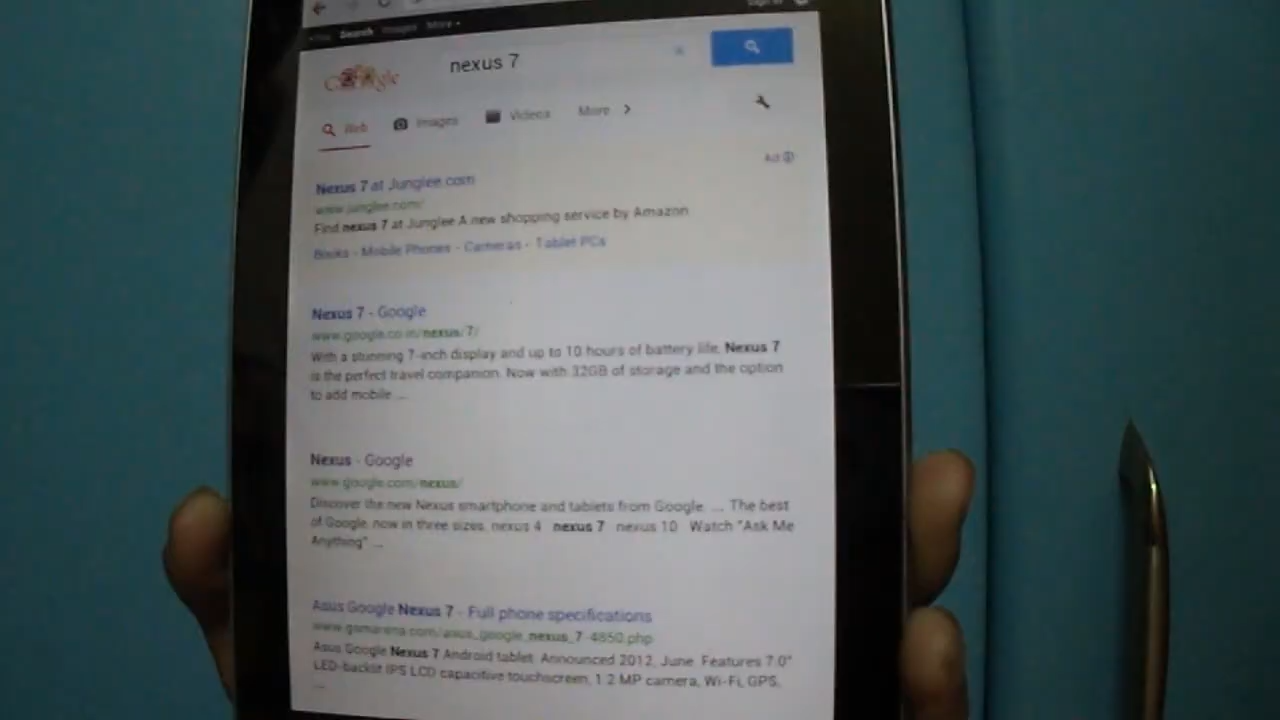 Search Images More
nexus 7
Web Images Videos More
Ad
Nexus 7 at Junglee.com
www.junglee.com/
Find nexus 7 at Junglee A new shopping service by Amazon
Books - Mobile Phones - Cameras - Tablet PCs
Nexus 7 - Google
www.google.co.in/nexus/7/
With a stunning 7-inch display and up to 10 hours of battery life, Nexus 7
is the perfect travel companion. Now with 32GB of storage and the option
to add mobile ...
Nexus - Google
www.google.com/nexus/
Discover the new Nexus smartphone and tablets from Google. ... The best
of Google, now in three sizes. nexus 4 nexus 7 nexus 10 Watch "Ask Me
Anything" ...
Asus Google Nexus 7 - Full phone specifications
www.gsmarena.com/asus_google_nexus_7-4850.php
Asus Google Nexus 7 Android tablet. Announced 2012, June. Features 7.0"
LED-backlit IPS LCD capacitive touchscreen, 1.2 MP camera, Wi-Fi, GPS,
...